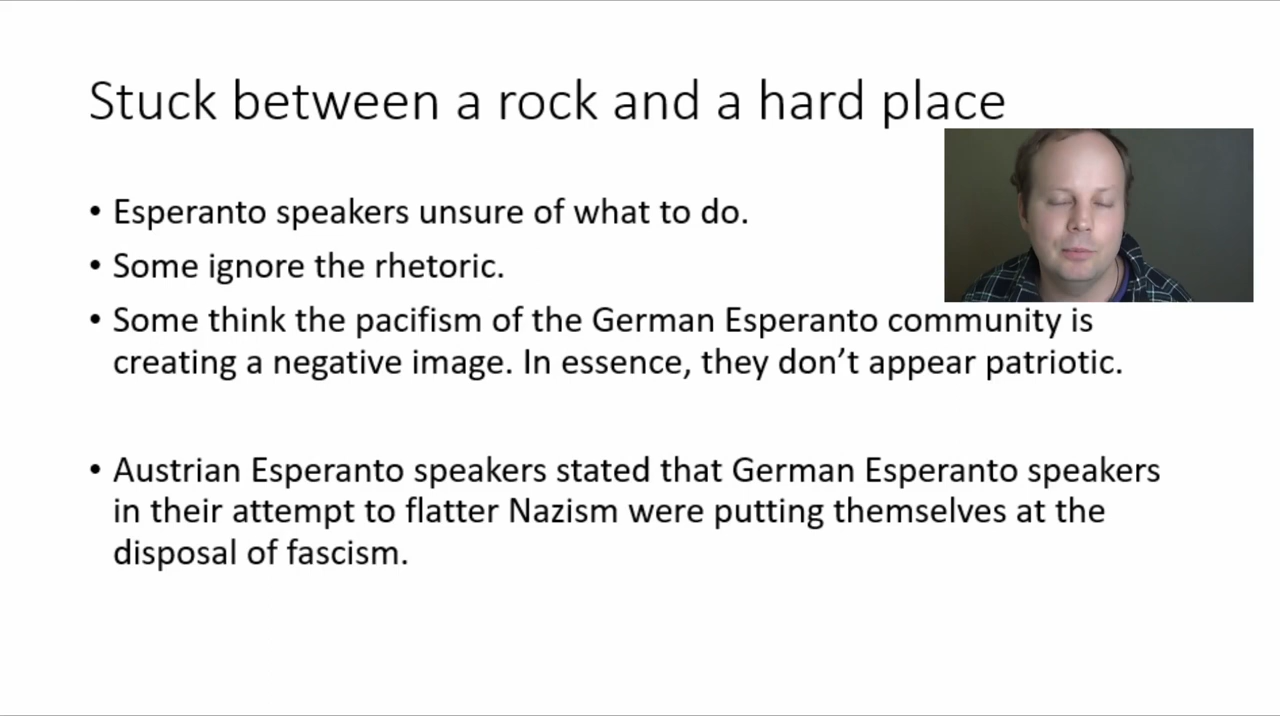 Stuck between a rock and a hard place
• Esperanto speakers unsure of what to do.
• Some ignore the rhetoric.
• Some think the pacifism of the German Esperanto community is
creating a negative image. In essence, they don’t appear patriotic.
• Austrian Esperanto speakers stated that German Esperanto speakers
in their attempt to flatter Nazism were putting themselves at the
disposal of fascism.